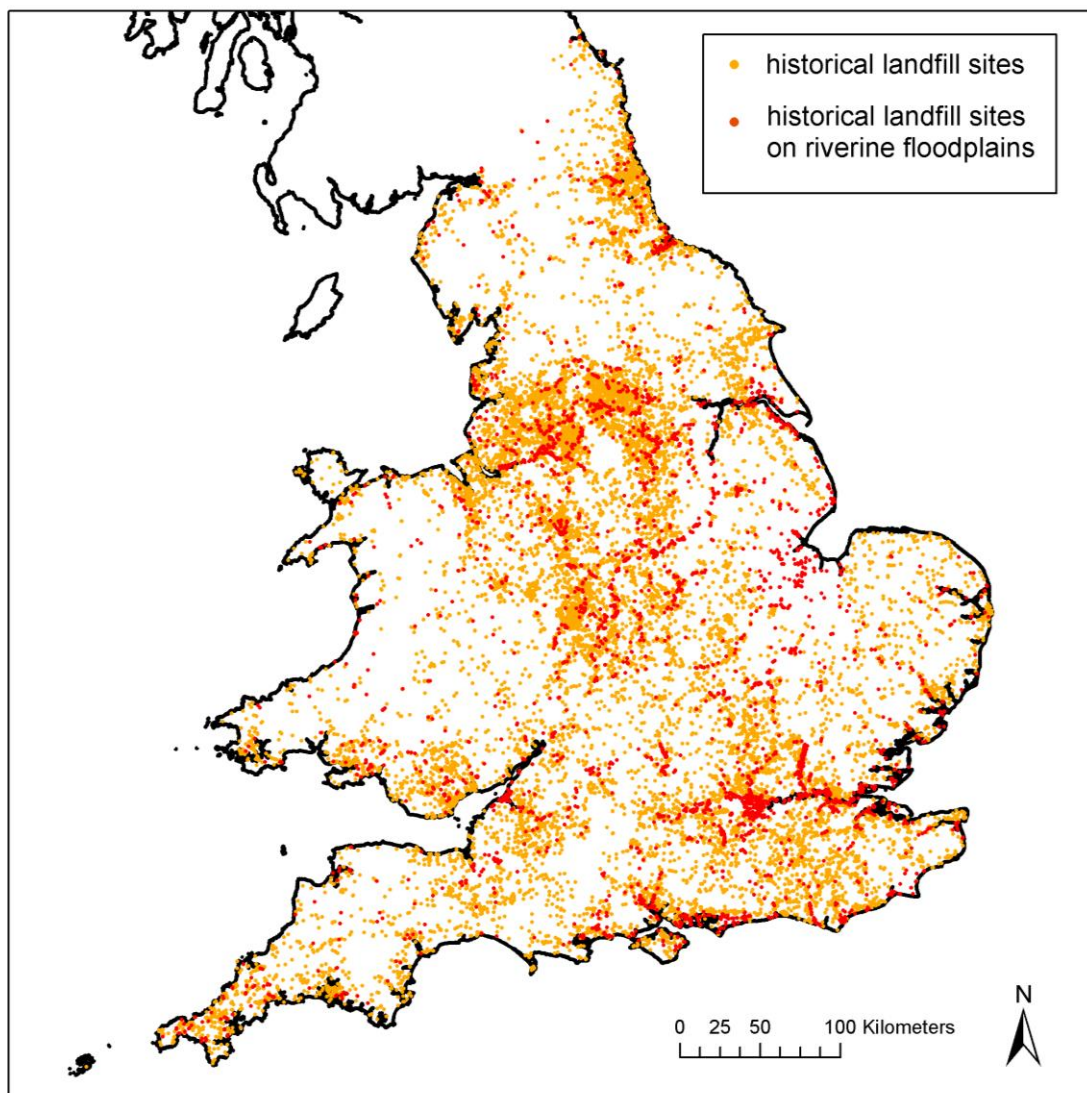 historical landfill sites
historical landfill sites
on riverine floodplains
N
0 25 50 100 Kilometers